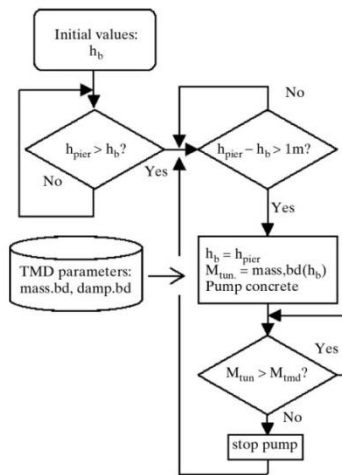 Initial values:
h_b
No
h_pier > h_b?
h_pier – h_b > 1m?
No
Yes
Yes
TMD parameters:
mass.bd, damp.bd
h_b = h_pier
M_tun. = mass,bd(h_b)
Pump concrete
Yes
M_tun > M_tmd?
No
stop pump